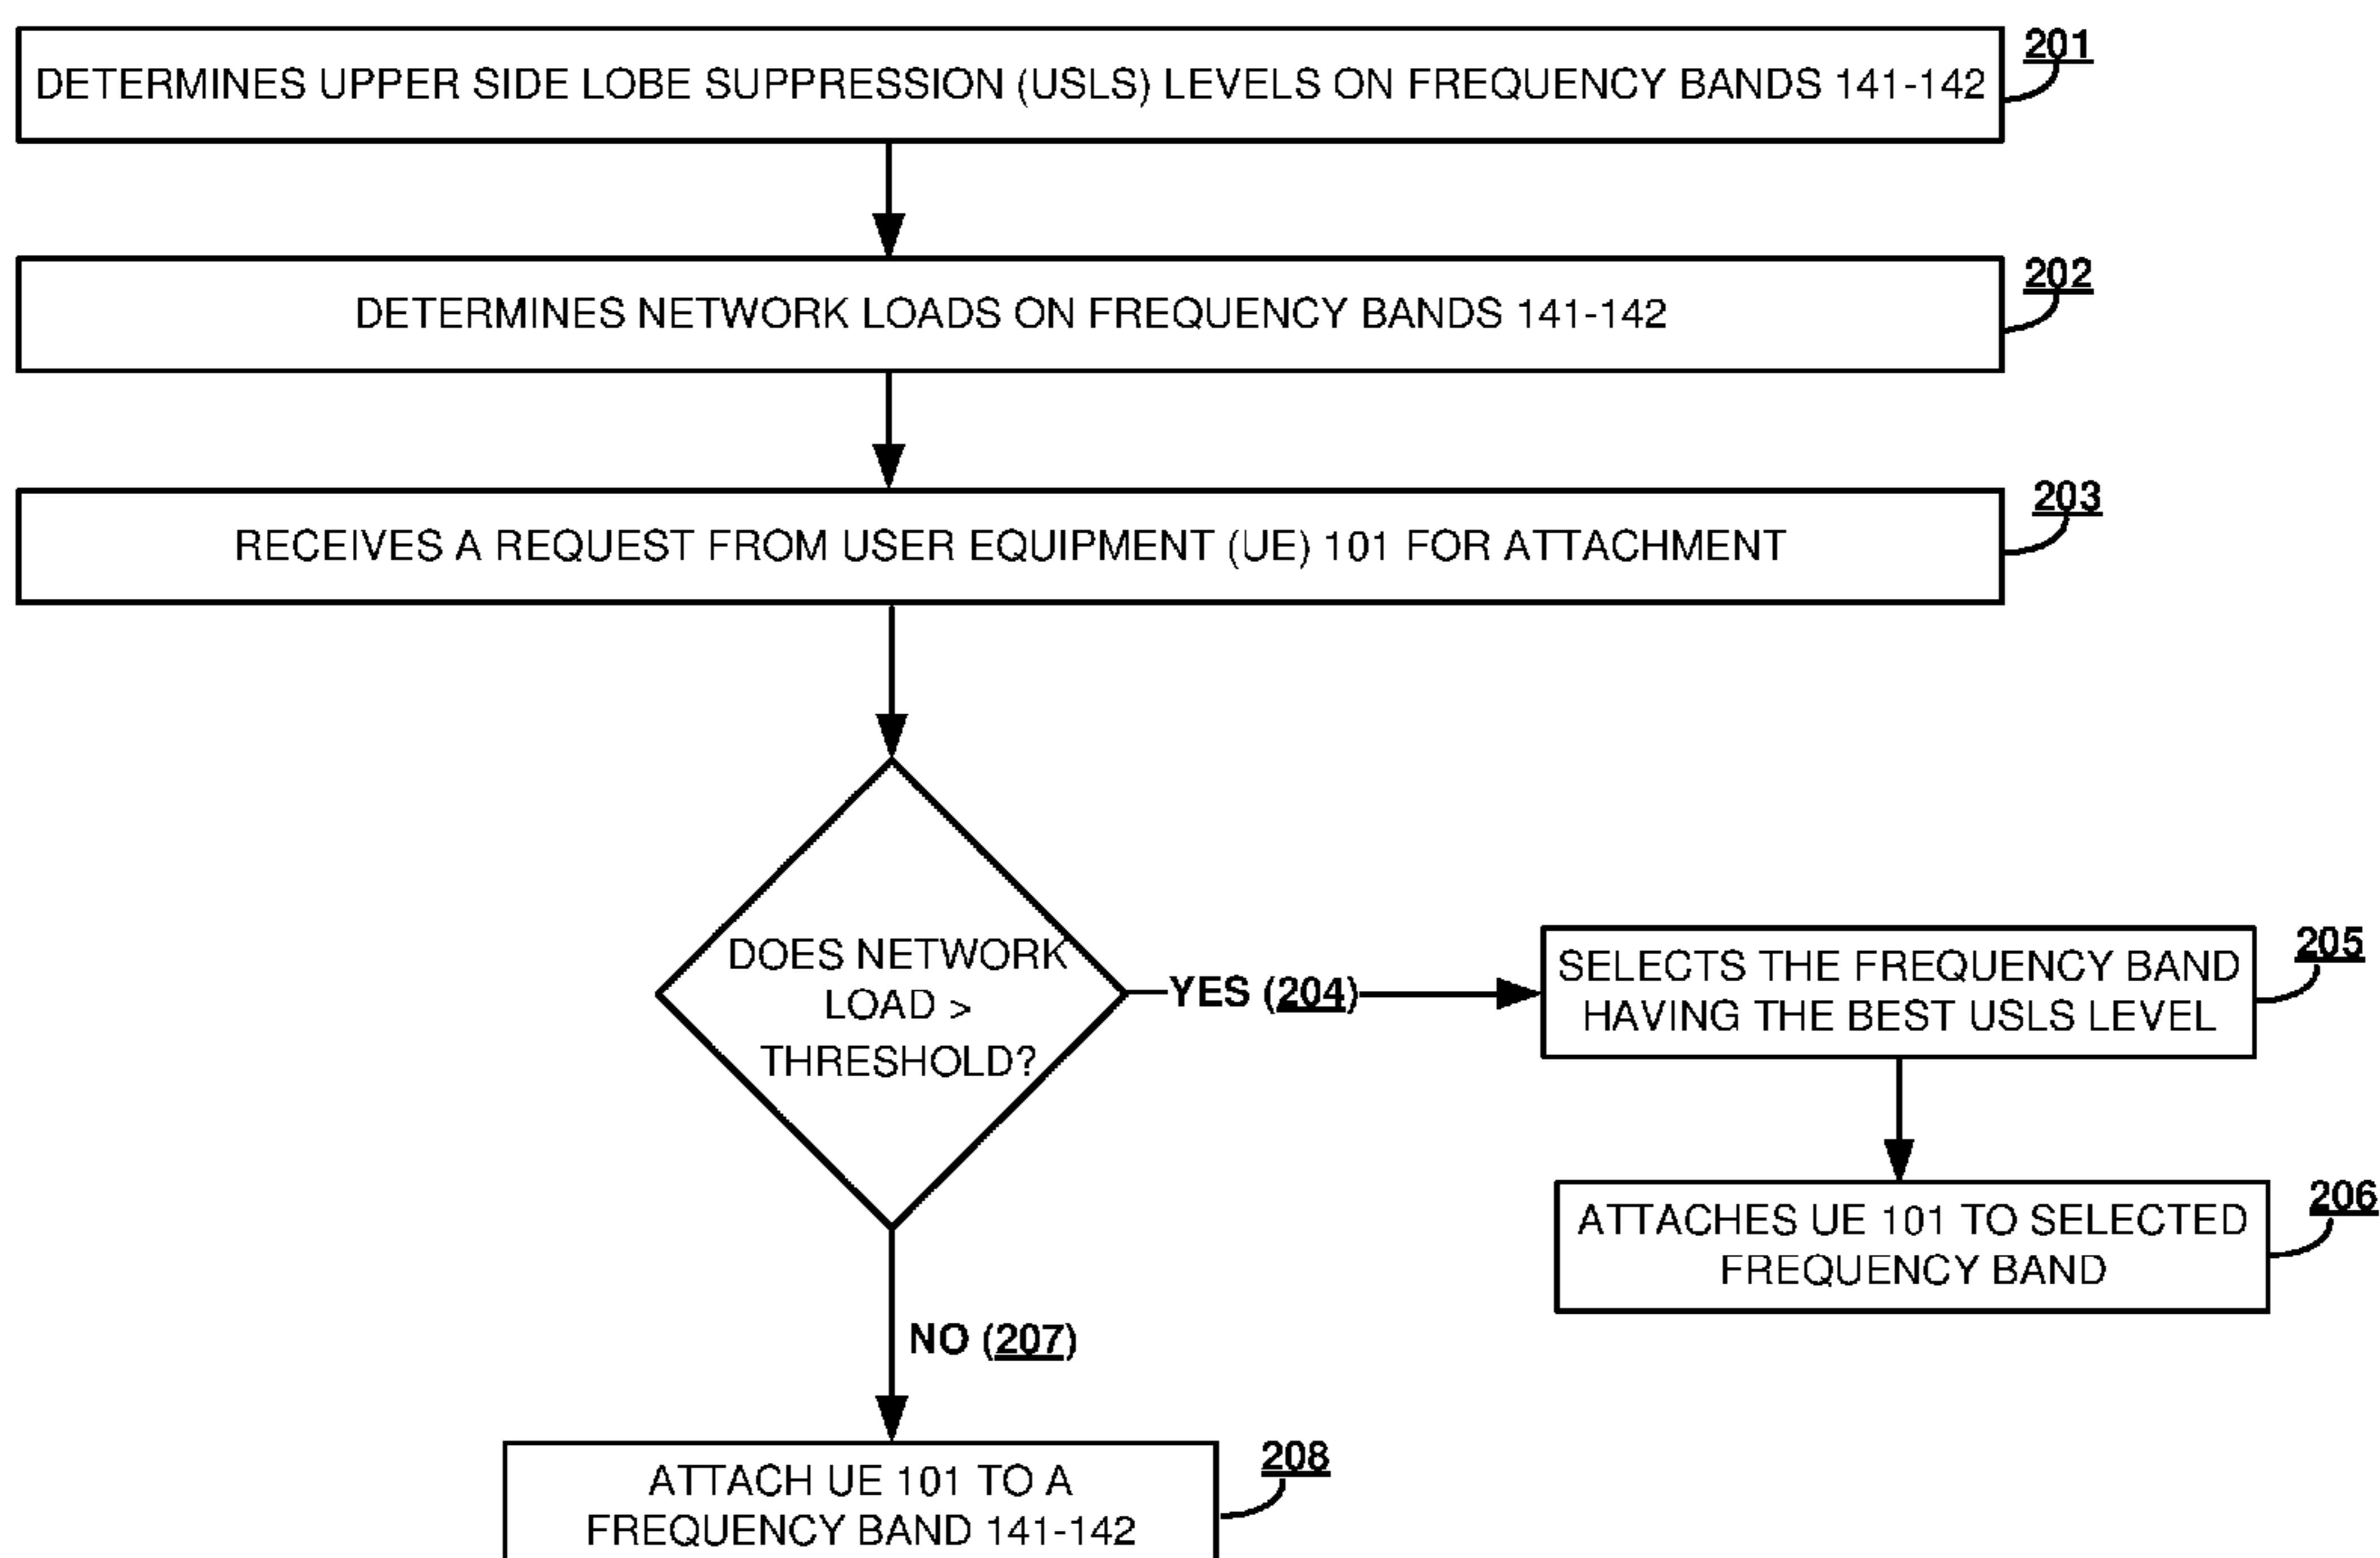 DETERMINES UPPER SIDE LOBE SUPPRESSION (USLS) LEVELS ON FREQUENCY BANDS 141-142
201
DETERMINES NETWORK LOADS ON FREQUENCY BANDS 141-142
202
RECEIVES A REQUEST FROM USER EQUIPMENT (UE) 101 FOR ATTACHMENT
203
DOES NETWORK
LOAD >
THRESHOLD?
YES (204)
SELECTS THE FREQUENCY BAND
HAVING THE BEST USLS LEVEL
205
ATTACHES UE 101 TO SELECTED
FREQUENCY BAND
206
NO (207)
ATTACH UE 101 TO A
FREQUENCY BAND 141-142
208